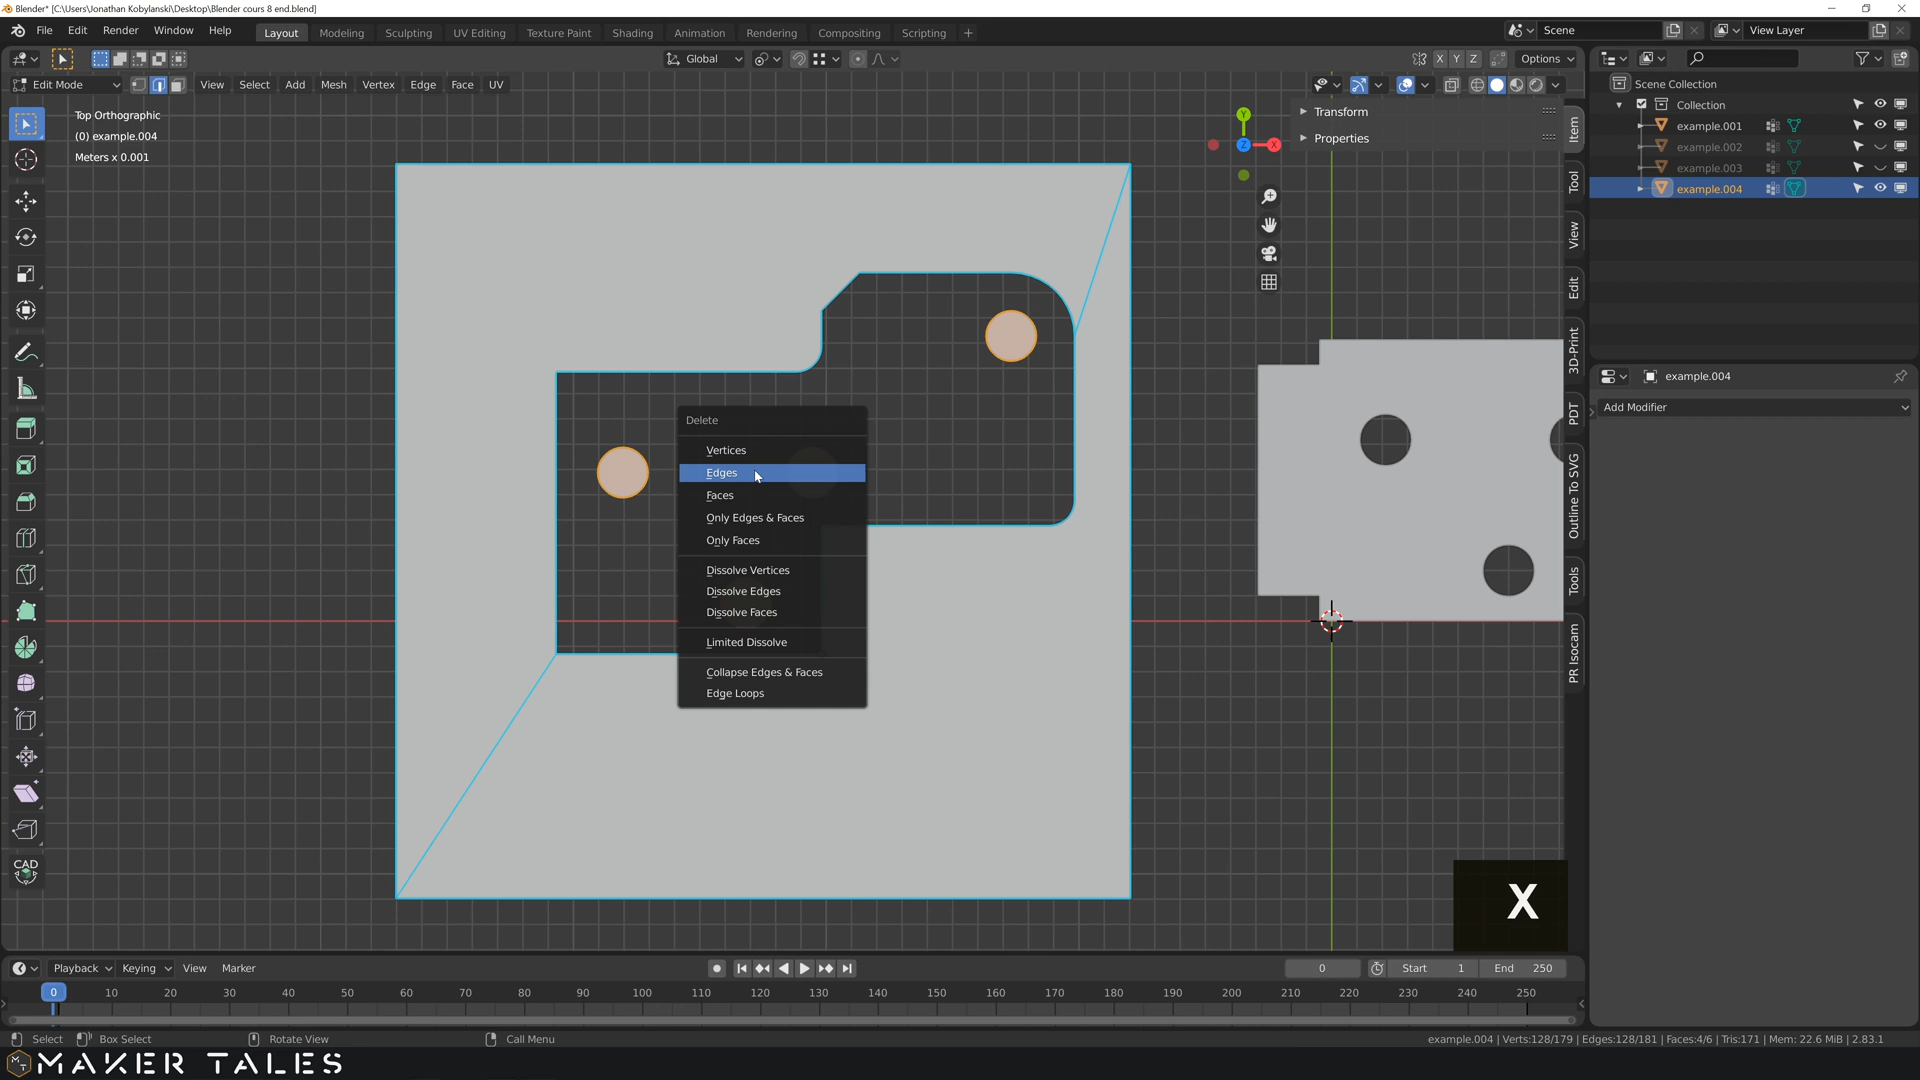 Blender* [C:\Users\Jonathan Kobylanski\Desktop\Blender cours 8 end.blend]
File Edit Render Window Help Layout Modeling Sculpting UV Editing Texture Paint Shading Animation Rendering Compositing Scripting + Scene View Layer
Global X Y Z Options
Edit Mode View Select Add Mesh Vertex Edge Face UV
Scene Collection
Collection
example.001
example.002
example.003
example.004
Top Orthographic
(0) example.004
Meters x 0.001
Y
Z X
Transform
Properties
Item
Tool
View
Edit
3D-Print
PDT
Outline To SVG
Tools
PR Isocam
example.004
Add Modifier
Delete
Vertices
Edges
Faces
Only Edges & Faces
Only Faces
Dissolve Vertices
Dissolve Edges
Dissolve Faces
Limited Dissolve
Collapse Edges & Faces
Edge Loops
CAD
X
Playback Keying View Marker 0 Start 1 End 250
0 10 20 30 40 50 60 70 80 90 100 110 120 130 140 150 160 170 180 190 200 210 220 230 240 250
Select Box Select Rotate View Call Menu example.004 | Verts:128/179 | Edges:128/181 | Faces:4/6 | Tris:171 | Mem: 22.6 MiB | 2.83.1
MAKER TALES